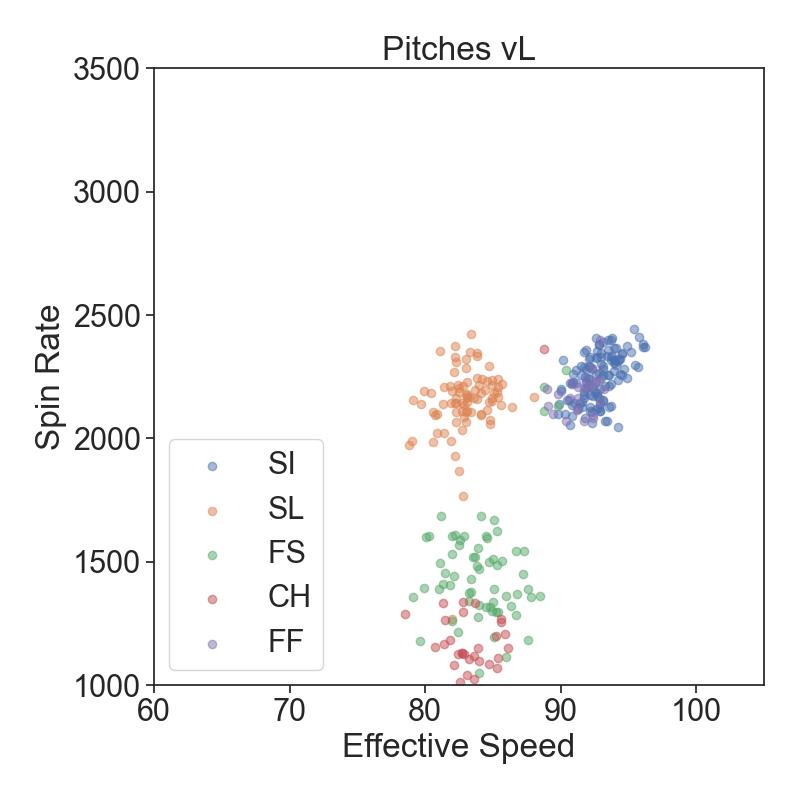 Pitches vL
3500
3000
2500
2000
1500
1000
Spin Rate
SI
SL
FS
CH
FF
60 70 80 90 100
Effective Speed